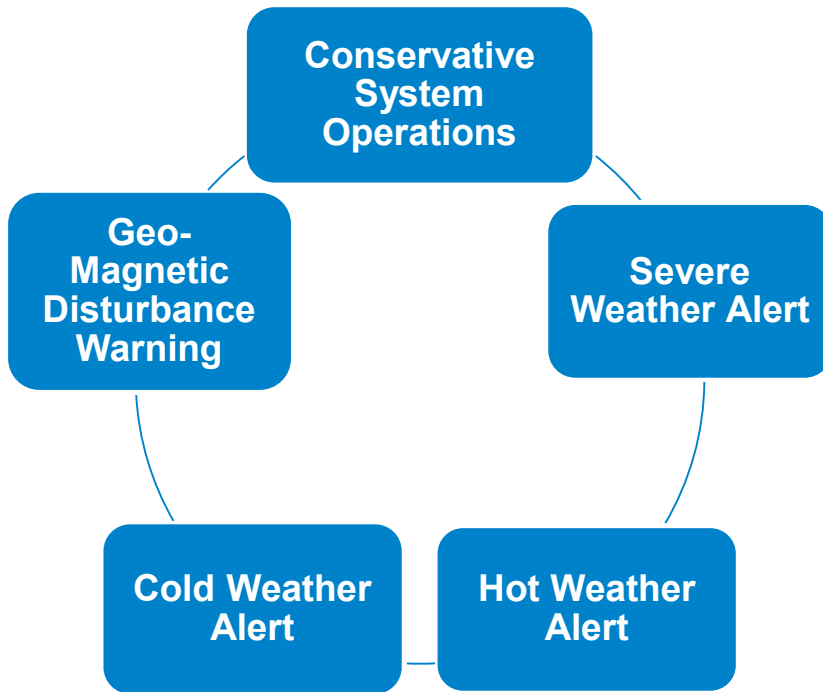 Conservative
System
Operations
Severe
Weather Alert
Hot Weather
Alert
Cold Weather
Alert
Geo-
Magnetic
Disturbance
Warning